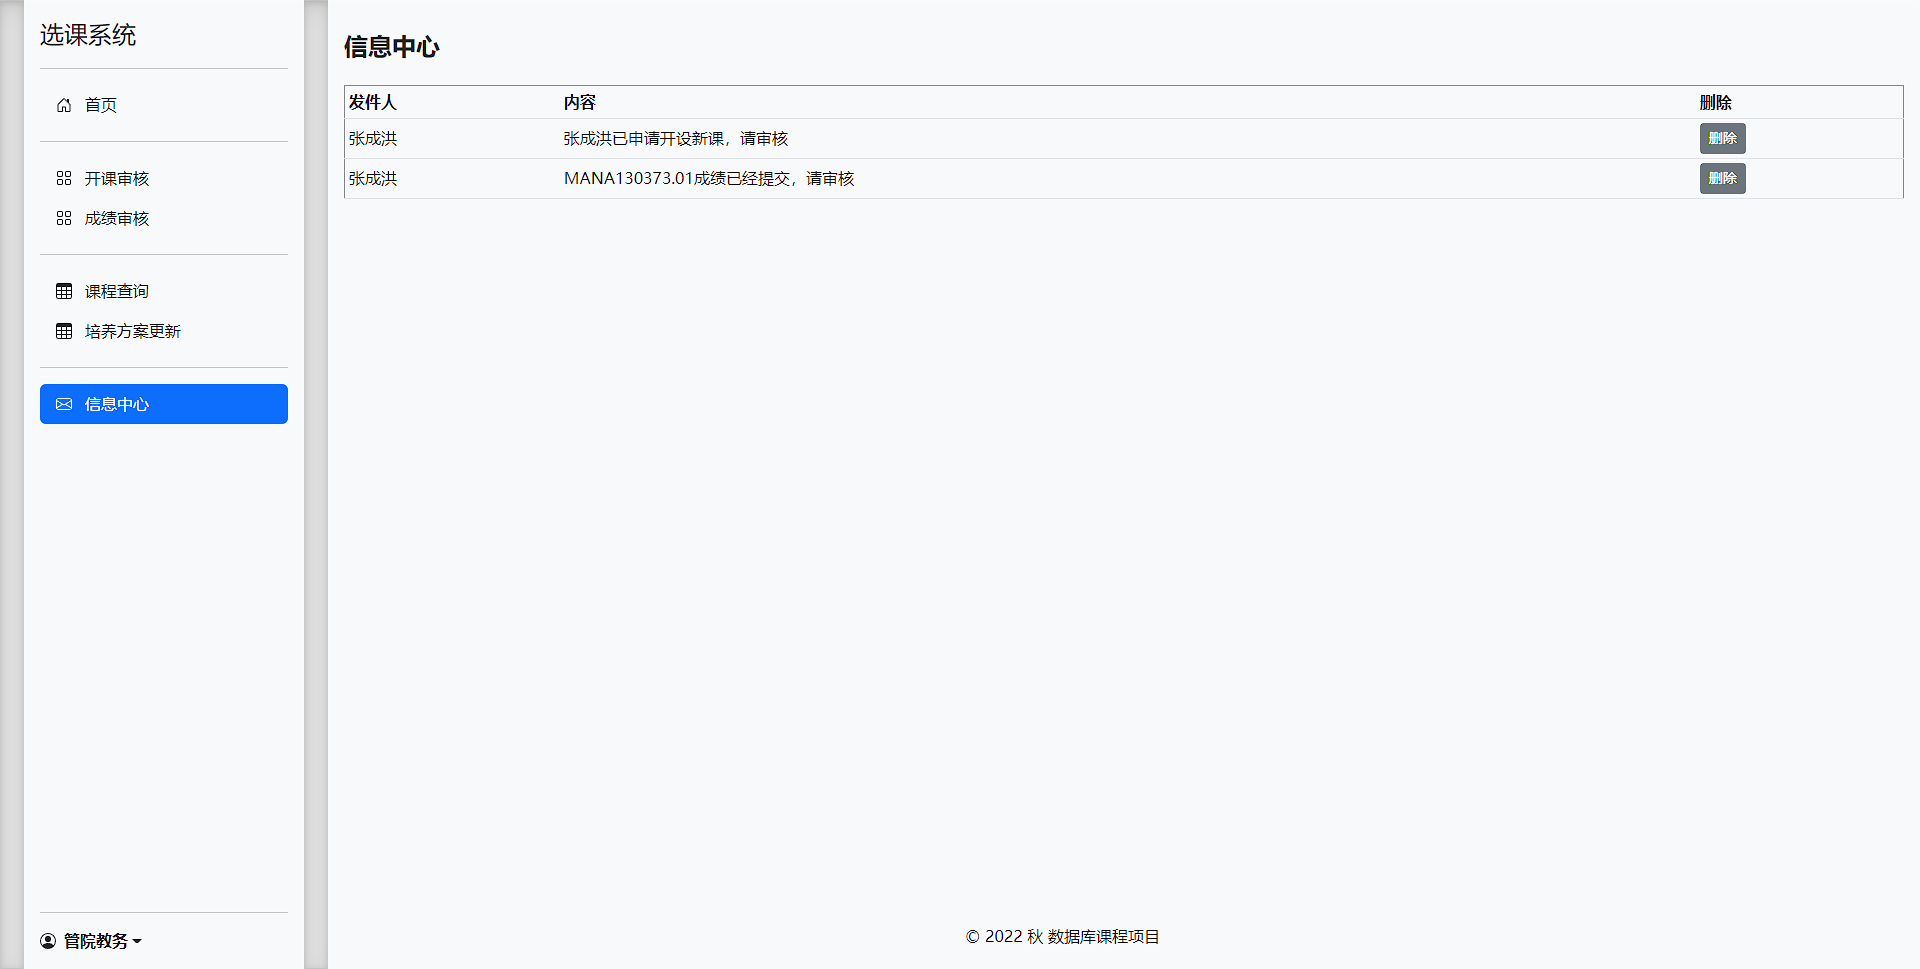 选课系统
首页
开课审核
成绩审核
课程查询
培养方案更新
信息中心
管院教务
信息中心
发件人 内容 删除
张成洪 张成洪已申请开设新课，请审核 删除
张成洪 MANA130373.01成绩已经提交，请审核 删除
© 2022 秋 数据库课程项目